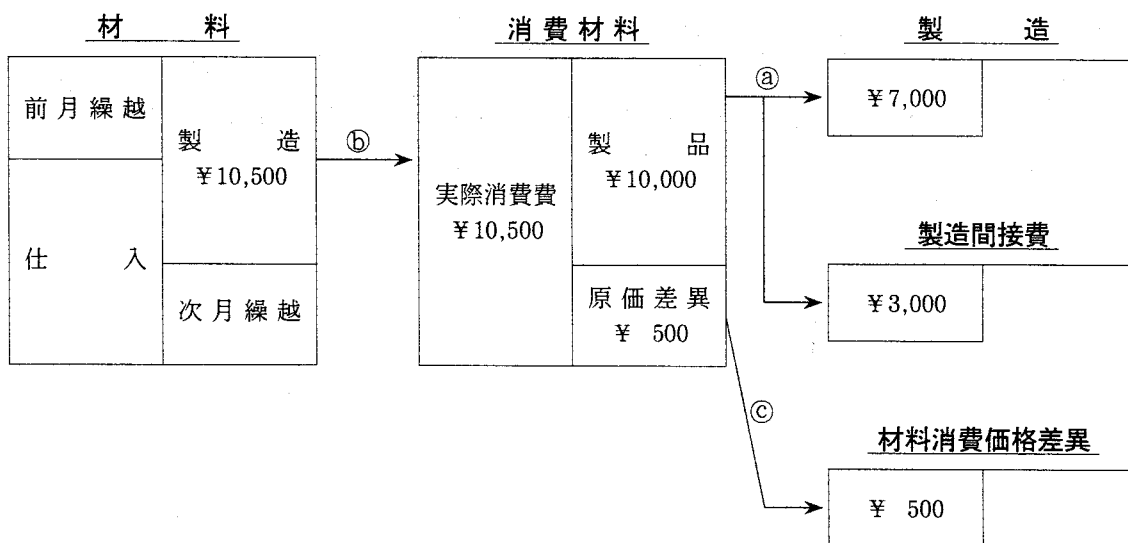 材料
前月繰越
仕入
製造
¥10,500
次月繰越
ⓑ
消費材料
実際消費費
¥10,500
製品
¥10,000
原価差異
¥ 500
ⓐ
ⓒ
製造
¥7,000
製造間接費
¥3,000
材料消費価格差異
¥ 500